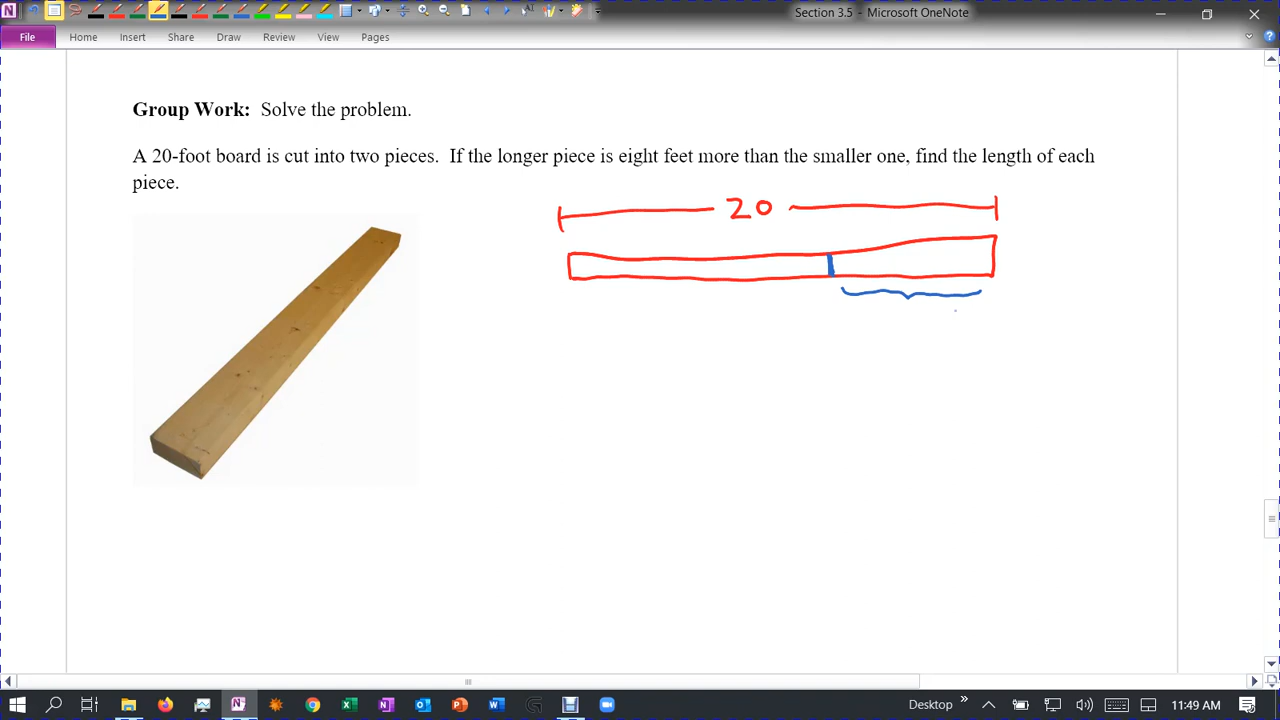 Section 3.5 - Microsoft OneNote
File Home Insert Share Draw Review View Pages
Group Work: Solve the problem.
A 20-foot board is cut into two pieces. If the longer piece is eight feet more than the smaller one, find the length of each
piece.
20
Desktop
11:49 AM